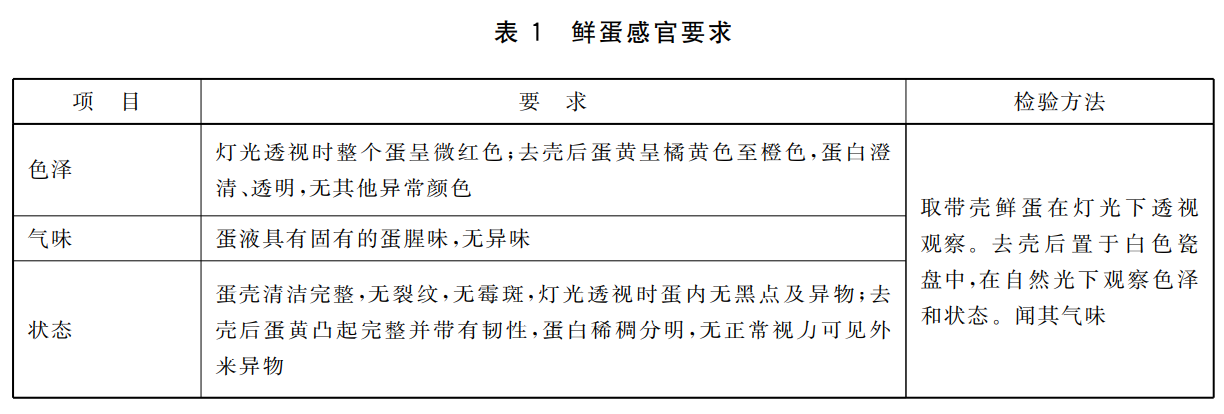 表 1 鲜蛋感官要求
项 目
要 求
检验方法
色泽
灯光透视时整个蛋呈微红色;去壳后蛋黄呈橘黄色至橙色,蛋白澄
清、透明,无其他异常颜色
气味
蛋液具有固有的蛋腥味,无异味
状态
蛋壳清洁完整,无裂纹,无霉斑,灯光透视时蛋内无黑点及异物;去
壳后蛋黄凸起完整并带有韧性,蛋白稀稠分明,无正常视力可见外
来异物
取带壳鲜蛋在灯光下透视
观察。去壳后置于白色瓷
盘中,在自然光下观察色泽
和状态。闻其气味